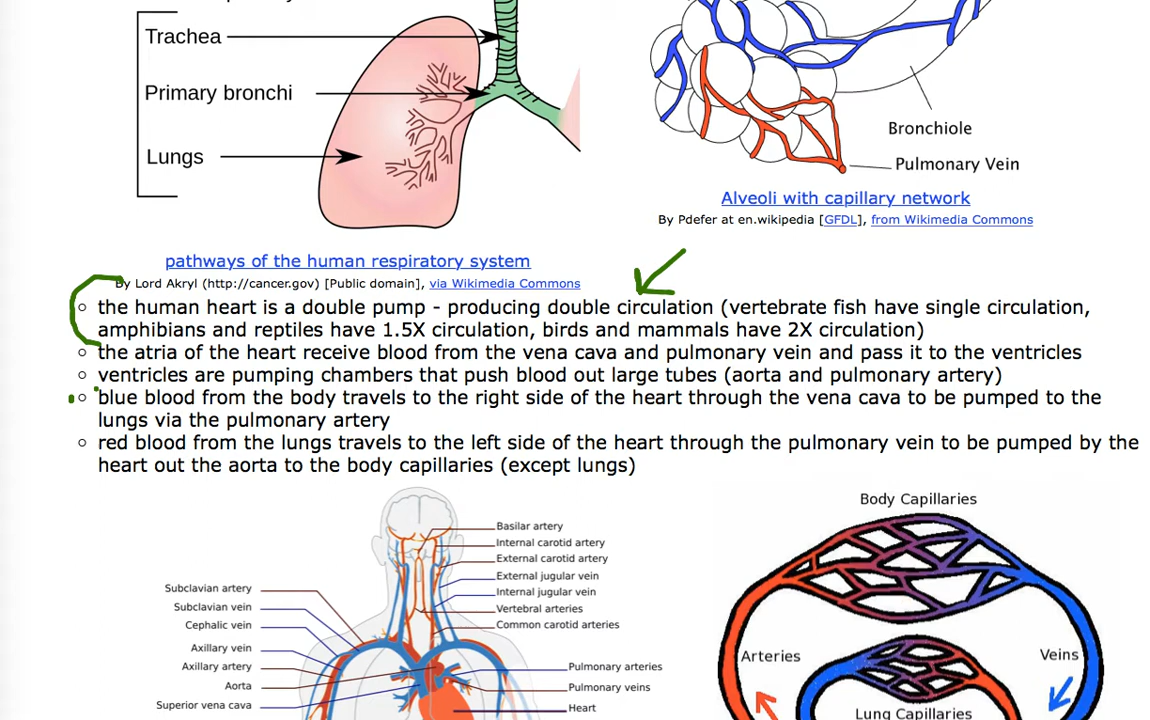 Trachea
Primary bronchi
Lungs
Bronchiole
Pulmonary Vein
Alveoli with capillary network
By Pdefer at en.wikipedia [GFDL], from Wikimedia Commons
pathways of the human respiratory system
By Lord Akryl (http://cancer.gov) [Public domain], via Wikimedia Commons
the human heart is a double pump - producing double circulation (vertebrate fish have single circulation,
amphibians and reptiles have 1.5X circulation, birds and mammals have 2X circulation)
the atria of the heart receive blood from the vena cava and pulmonary vein and pass it to the ventricles
ventricles are pumping chambers that push blood out large tubes (aorta and pulmonary artery)
blue blood from the body travels to the right side of the heart through the vena cava to be pumped to the
lungs via the pulmonary artery
red blood from the lungs travels to the left side of the heart through the pulmonary vein to be pumped by the
heart out the aorta to the body capillaries (except lungs)
Basilar artery
Internal carotid artery
External carotid artery
External jugular vein
Internal jugular vein
Vertebral arteries
Common carotid arteries
Pulmonary arteries
Pulmonary veins
Heart
Subclavian artery
Subclavian vein
Cephalic vein
Axillary vein
Axillary artery
Aorta
Superior vena cava
Body Capillaries
Arteries
Veins
Lung Capillaries